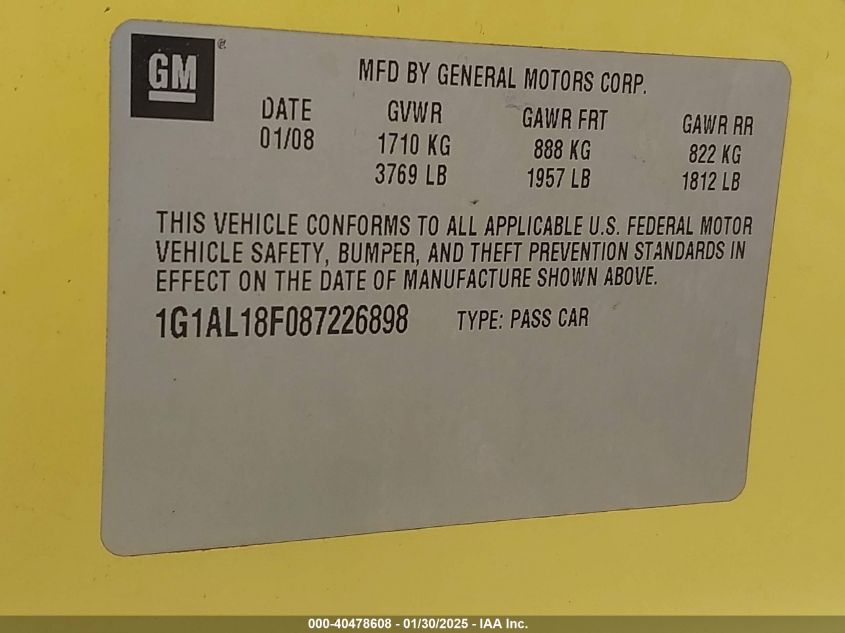 GM
MFD BY GENERAL MOTORS CORP.
DATE GVWR GAWR FRT GAWR RR
01/08 1710 KG 888 KG 822 KG
3769 LB 1957 LB 1812 LB
THIS VEHICLE CONFORMS TO ALL APPLICABLE U.S. FEDERAL MOTOR
VEHICLE SAFETY, BUMPER, AND THEFT PREVENTION STANDARDS IN
EFFECT ON THE DATE OF MANUFACTURE SHOWN ABOVE.
1G1AL18F087226898 TYPE: PASS CAR
000-40478608 - 01/30/2025 - IAA Inc.